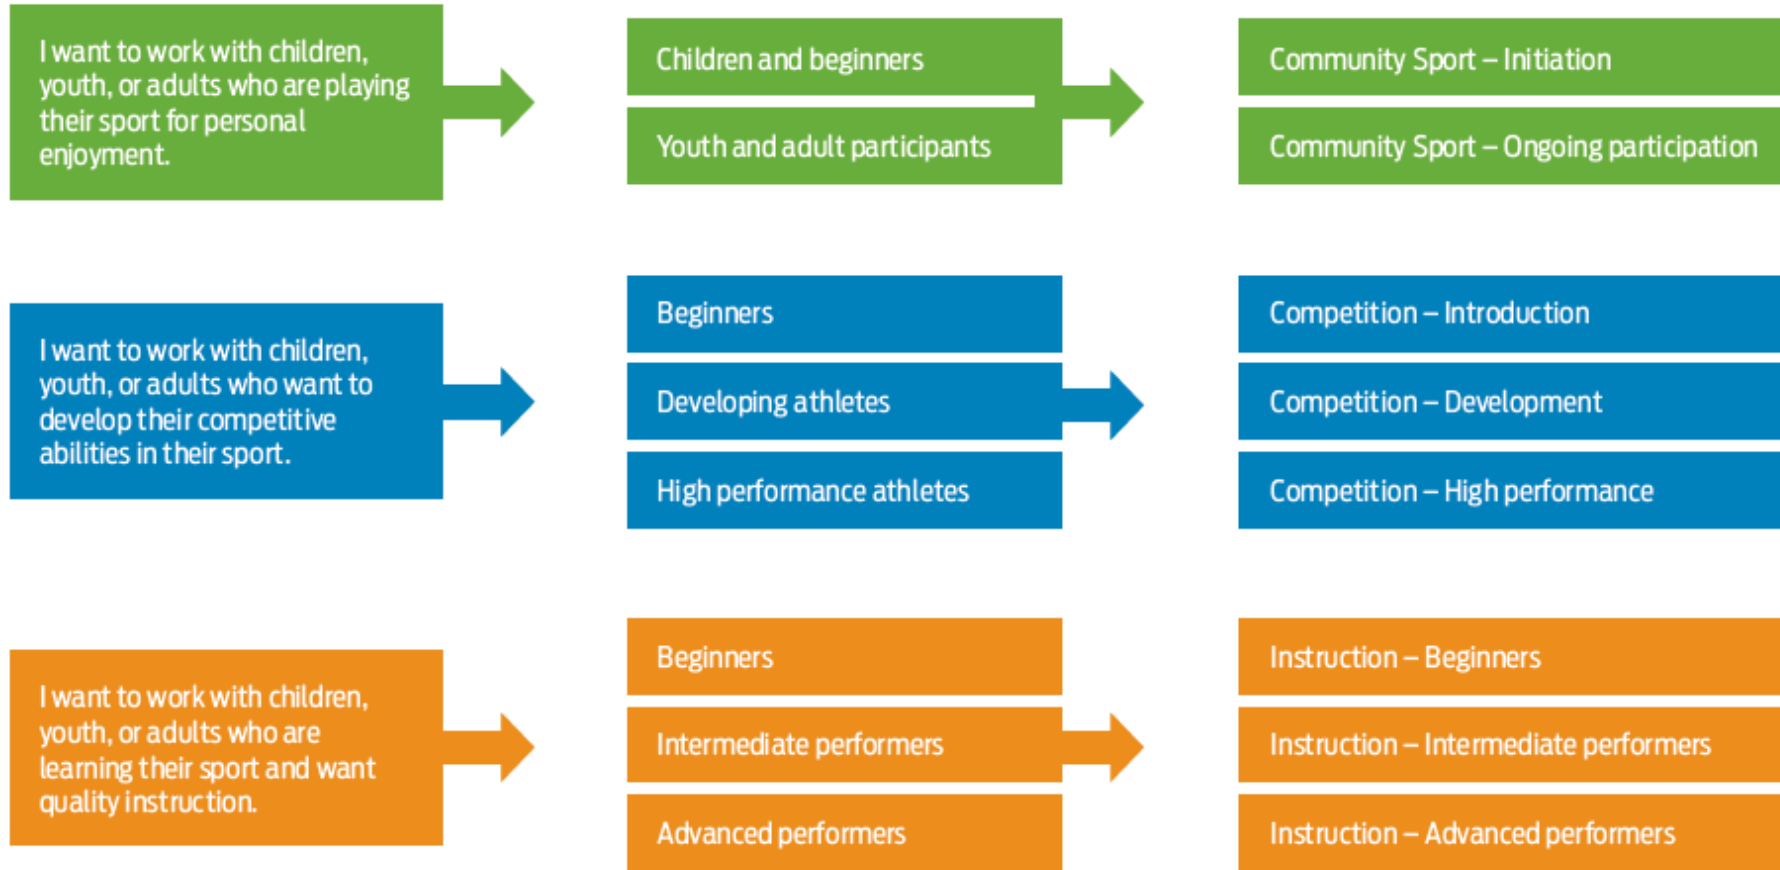 I want to work with children,
youth, or adults who are playing
their sport for personal
enjoyment.
Children and beginners
Youth and adult participants
Community Sport – Initiation
Community Sport – Ongoing participation
I want to work with children,
youth, or adults who want to
develop their competitive
abilities in their sport.
Beginners
Developing athletes
High performance athletes
Competition – Introduction
Competition – Development
Competition – High performance
I want to work with children,
youth, or adults who are
learning their sport and want
quality instruction.
Beginners
Intermediate performers
Advanced performers
Instruction – Beginners
Instruction – Intermediate performers
Instruction – Advanced performers